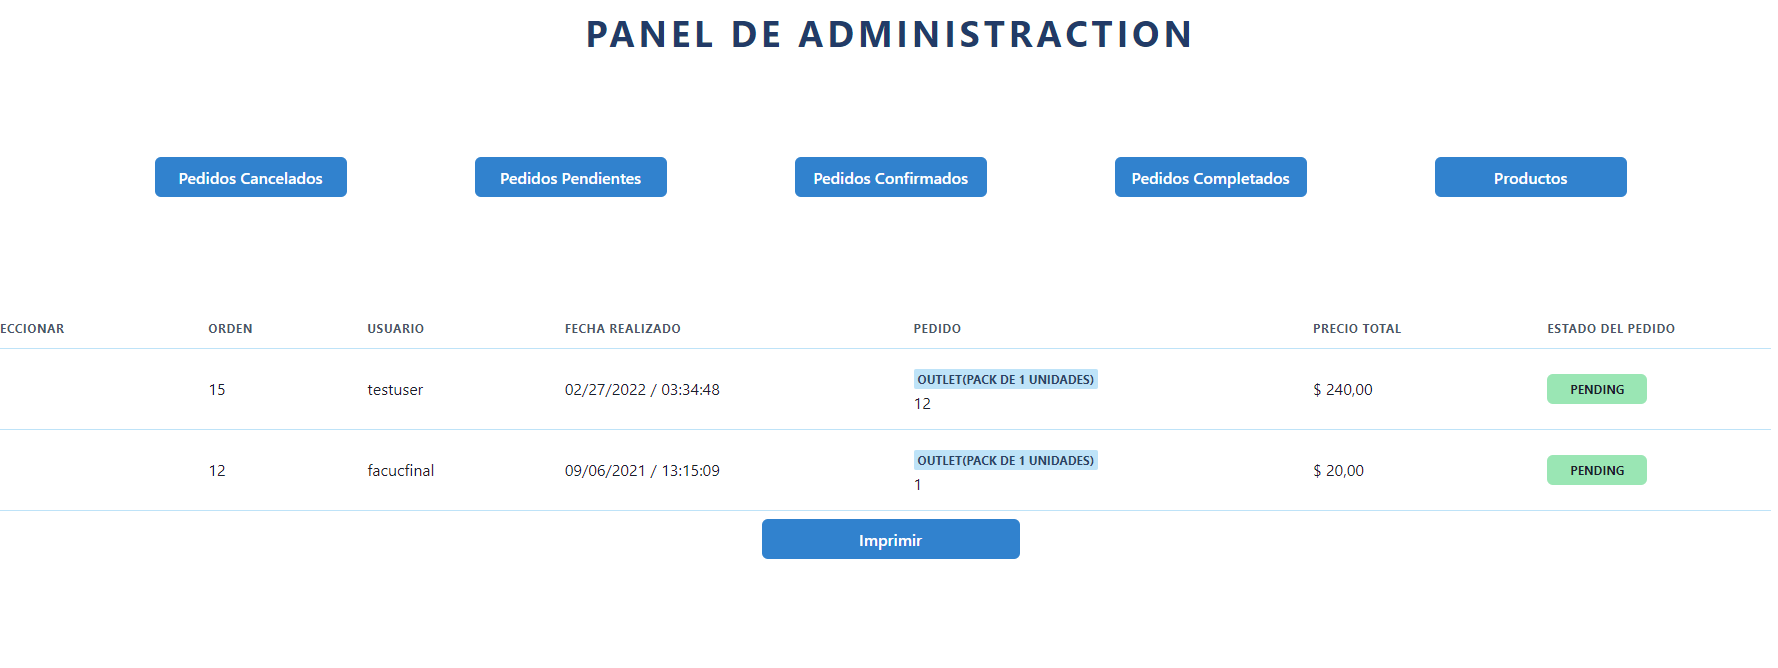 PANEL DE ADMINISTRACTION
Pedidos Cancelados Pedidos Pendientes Pedidos Confirmados Pedidos Completados Productos
ECCIONAR ORDEN USUARIO FECHA REALIZADO PEDIDO PRECIO TOTAL ESTADO DEL PEDIDO
15 testuser 02/27/2022 / 03:34:48 OUTLET(PACK DE 1 UNIDADES) $ 240,00 PENDING
12
12 facucfinal 09/06/2021 / 13:15:09 OUTLET(PACK DE 1 UNIDADES) $ 20,00 PENDING
1
Imprimir